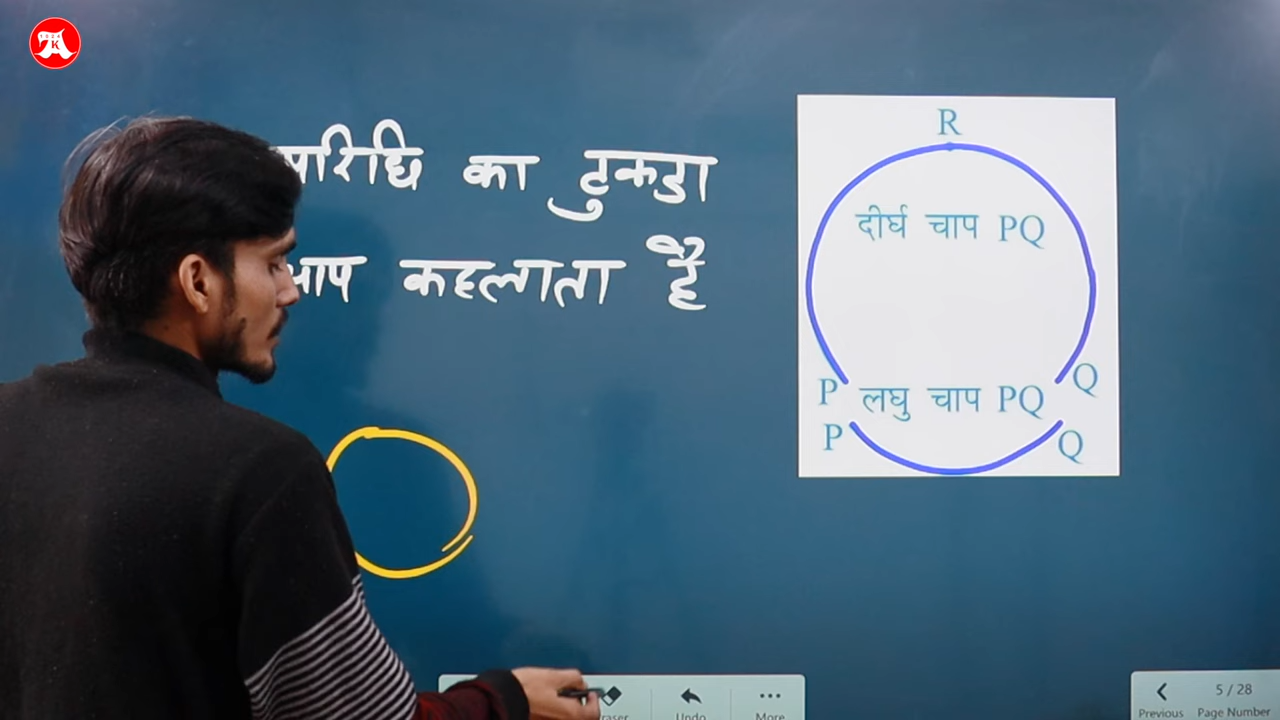 परिधि का टुकडा
चाप कहलाता है
R
दीर्घ चाप PQ
P लघु चाप PQ Q
P Q
Undo More
Previous 5 / 28 Page Number
K